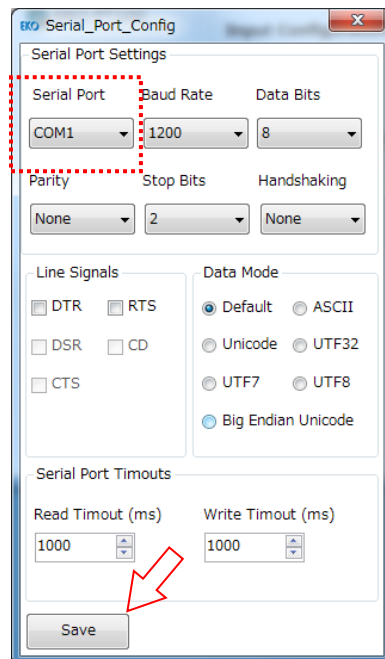 EKO Serial_Port_Config
Serial Port Settings
Serial Port Baud Rate Data Bits
COM1 1200 8
Parity Stop Bits Handshaking
None 2 None
Line Signals Data Mode
DTR RTS Default ASCII
DSR CD Unicode UTF32
CTS UTF7 UTF8
Big Endian Unicode
Serial Port Timouts
Read Timout (ms) Write Timout (ms)
1000 1000
Save